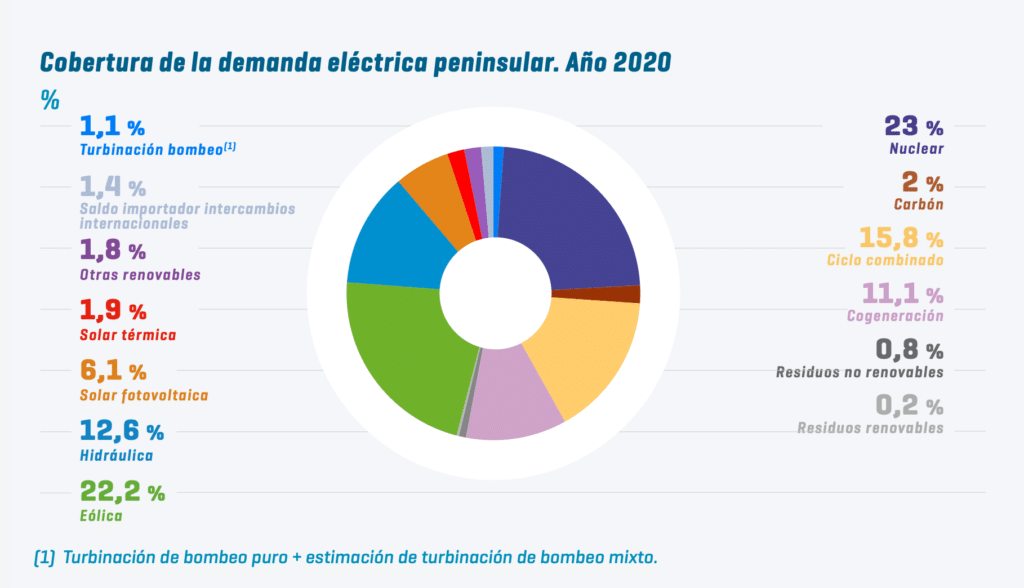 Cobertura de la demanda eléctrica peninsular. Año 2020
%
1,1 %
Turbinación bombeo(1)
1,4 %
Saldo importador intercambios
internacionales
1,8 %
Otras renovables
1,9 %
Solar térmica
6,1 %
Solar fotovoltaica
12,6 %
Hidráulica
22,2 %
Eólica
23 %
Nuclear
2 %
Carbón
15,8 %
Ciclo combinado
11,1 %
Cogeneración
0,8 %
Residuos no renovables
0,2 %
Residuos renovables
(1) Turbinación de bombeo puro + estimación de turbinación de bombeo mixto.